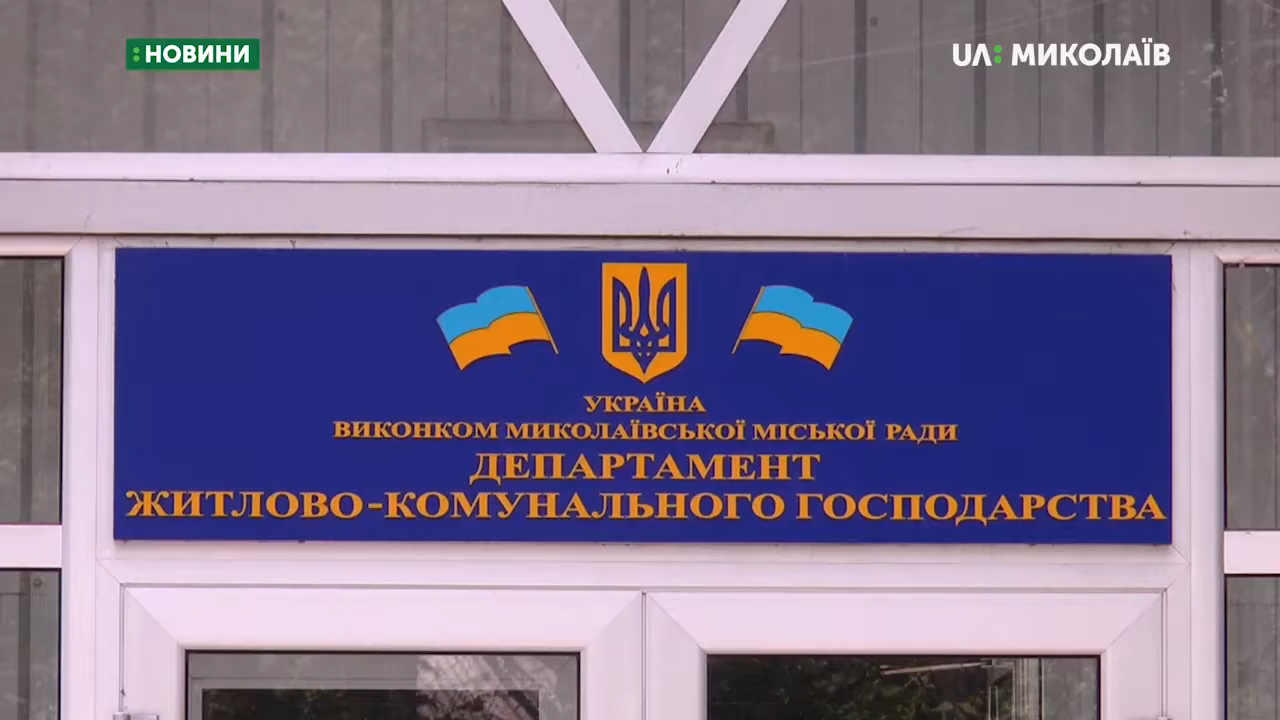 :НОВИНИ
UA: МИКОЛАЇВ
УКРАЇНА
ВИКОНКОМ МИКОЛАЇВСЬКОЇ МІСЬКОЇ РАДИ
ДЕПАРТАМЕНТ
ЖИТЛОВО-КОМУНАЛЬНОГО ГОСПОДАРСТВА